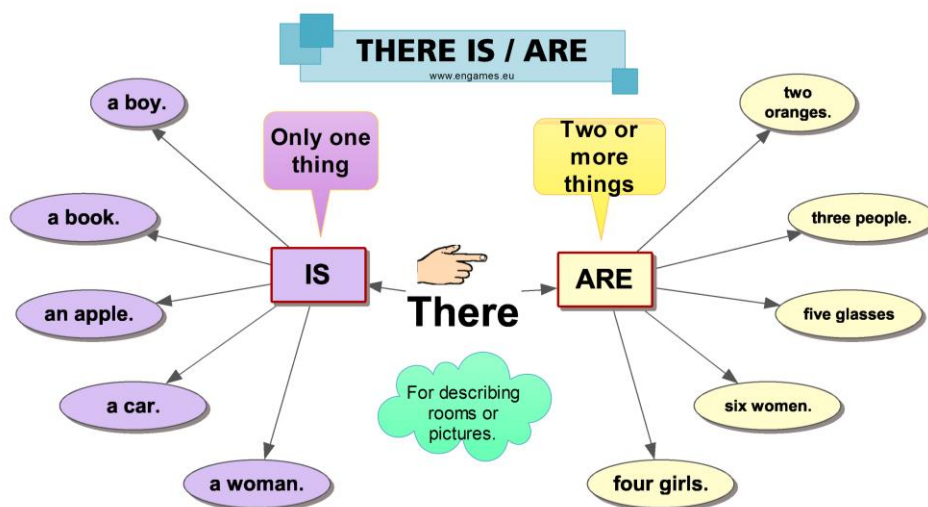 THERE IS / ARE
www.engames.eu
a boy.
Only one
thing
Two or
more
things
two
oranges.
a book.
three people.
IS
ARE
There
an apple.
five glasses
For describing
rooms or
pictures.
a car.
six women.
a woman.
four girls.